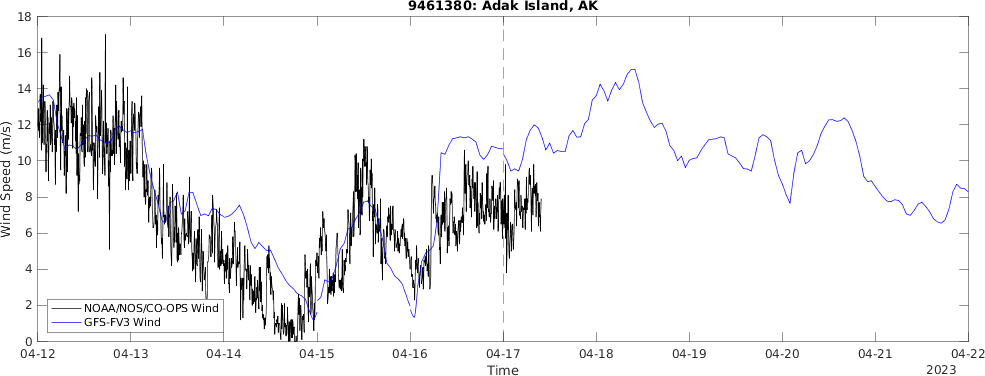 9461380: Adak Island, AK
18
16
14
12
10
8
6
4
2
0
Wind Speed (m/s)
NOAA/NOS/CO-OPS Wind
GFS-FV3 Wind
04-12 04-13 04-14 04-15 04-16 04-17 04-18 04-19 04-20 04-21 04-22
Time
2023